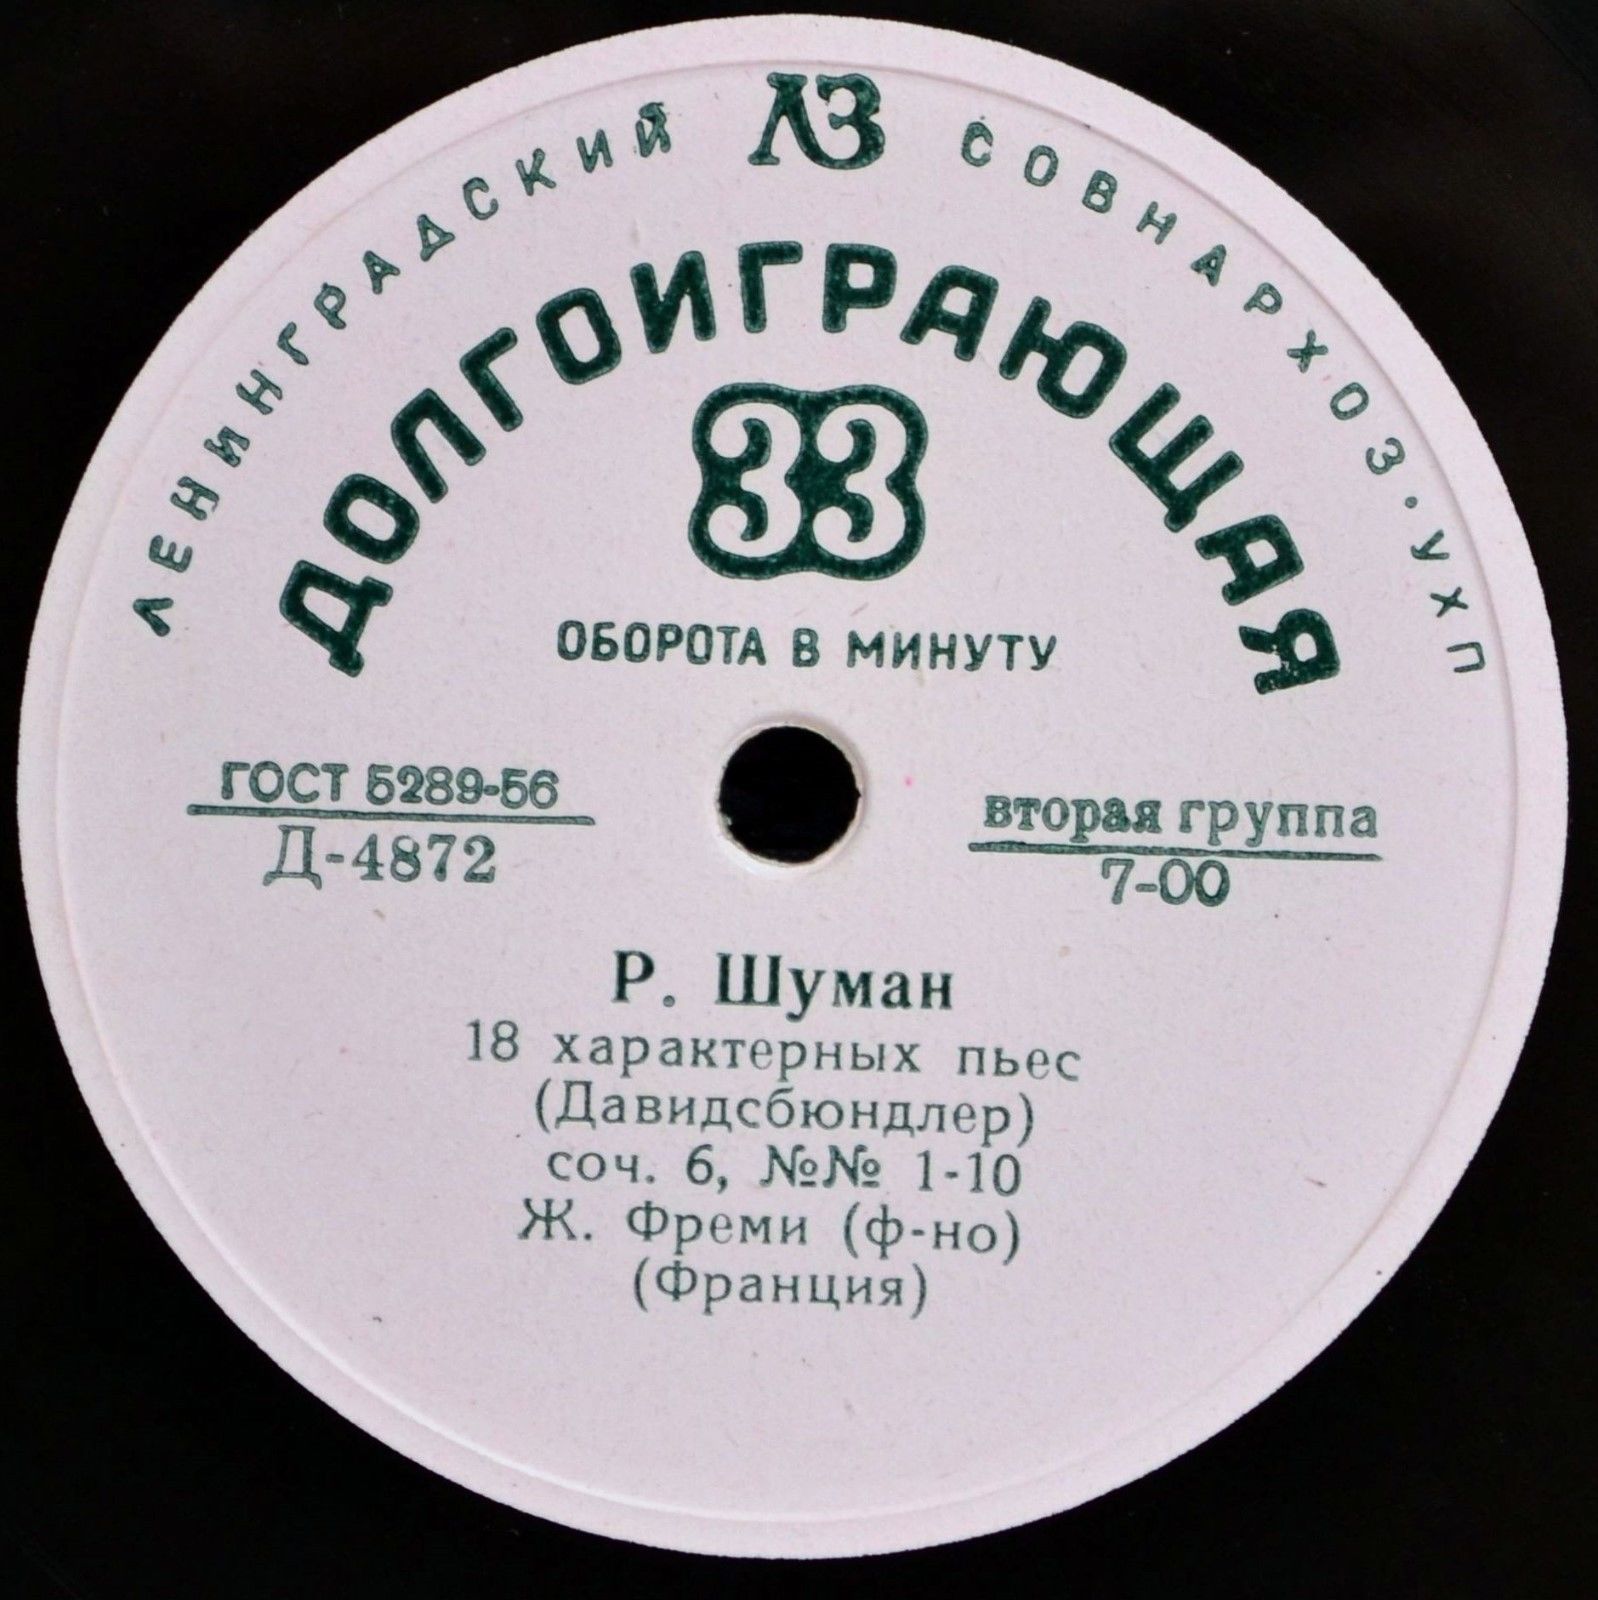 ЛЕНИНГРАДСКИЙ ЛЗ СОВНАРХОЗ·УХП
ДОЛГОИГРАЮЩАЯ
33
ОБОРОТА В МИНУТУ
ГОСТ 5289-56
Д-4872
вторая группа
7-00
Р. Шуман
18 характерных пьес
(Давидсбюндлер)
соч. 6, №№ 1-10
Ж. Фреми (ф-но)
(Франция)